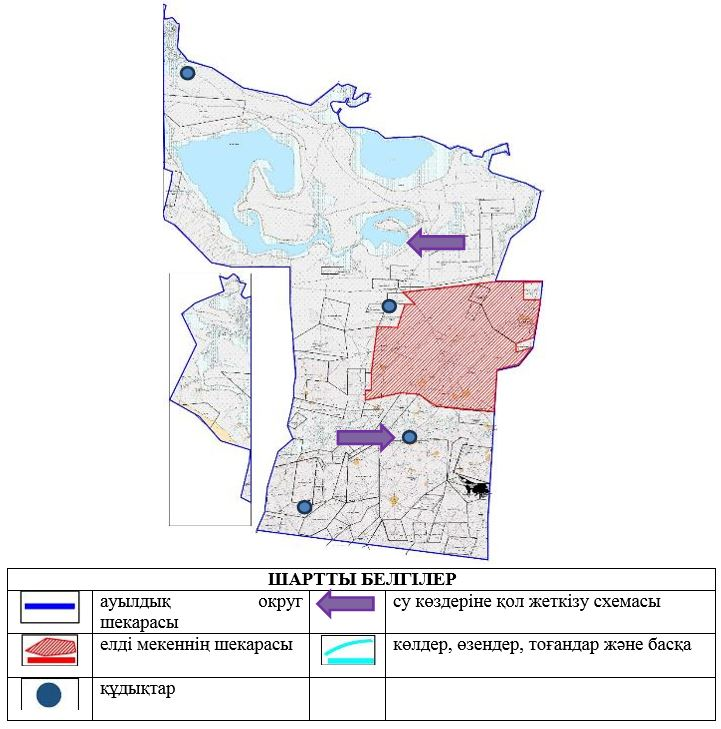 ШАРТТЫ БЕЛГІЛЕР
ауылдық округ
шекарасы
су көздеріне қол жеткізу схемасы
елді мекеннің шекарасы
көлдер, өзендер, тоғандар және басқа
құдықтар